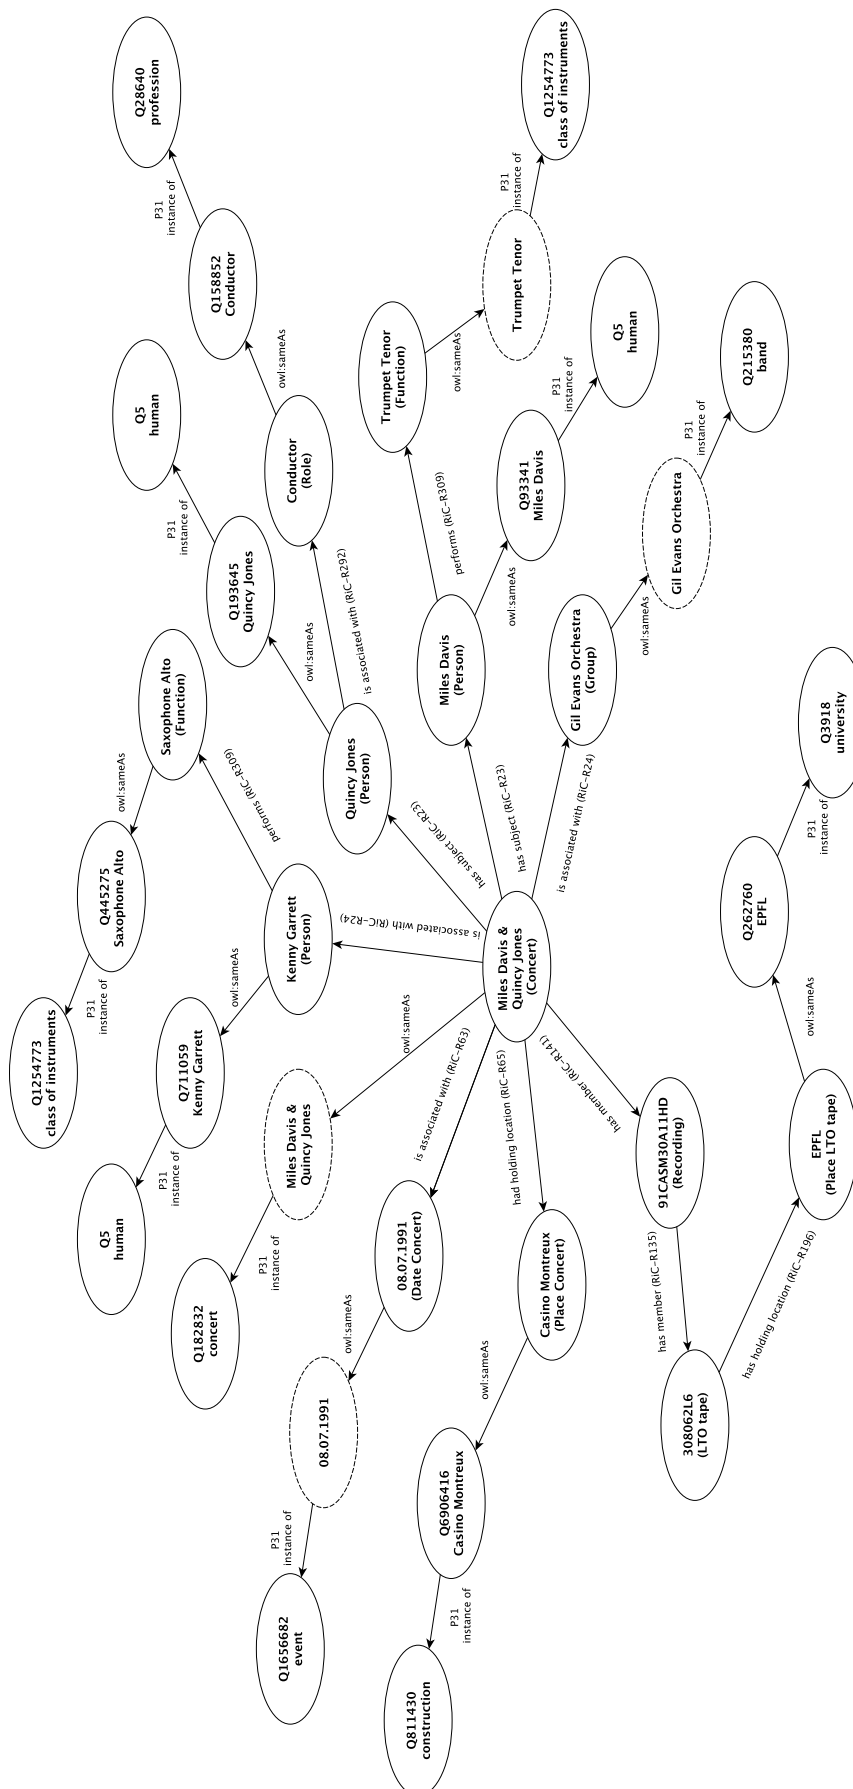 Q28640
profession
P31
instance of
Q158852
Conductor
owl:sameAs
Conductor
(Role)
is associated with (RiC-R292)
Q5
human
P31
instance of
Q193645
Quincy Jones
owl:sameAs
Quincy Jones
(Person)
has subject (RiC-R23)
Q1254773
class of instruments
P31
instance of
Trumpet Tenor
owl:sameAs
Trumpet Tenor
(Function)
performs (RiC-R309)
Q5
human
P31
instance of
Q93341
Miles Davis
owl:sameAs
Miles Davis
(Person)
has subject (RiC-R23)
Q215380
band
P31
instance of
Gil Evans Orchestra
owl:sameAs
Gil Evans Orchestra
(Group)
is associated with (RiC-R24)
Saxophone Alto
(Function)
performs (RiC-R309)
owl:sameAs
Q445275
Saxophone Alto
P31
instance of
Q1254773
class of instruments
Kenny Garrett
(Person)
is associated with (RiC-R24)
owl:sameAs
Q711059
Kenny Garrett
P31
instance of
Q5
human
Miles Davis &
Quincy Jones
(Concert)
owl:sameAs
Miles Davis &
Quincy Jones
P31
instance of
Q182832
concert
is associated with (RiC-R63)
08.07.1991
(Date Concert)
owl:sameAs
08.07.1991
P31
instance of
Q1656682
event
had holding location (RiC-R65)
Casino Montreux
(Place Concert)
owl:sameAs
Q6906416
Casino Montreux
P31
instance of
Q811430
construction
has member (RiC-R141)
91CASM30A11HD
(Recording)
has member (RiC-R135)
308062L6
(LTO tape)
has holding location (RiC-R196)
EPFL
(Place LTO tape)
owl:sameAs
Q262760
EPFL
P31
instance of
Q3918
university